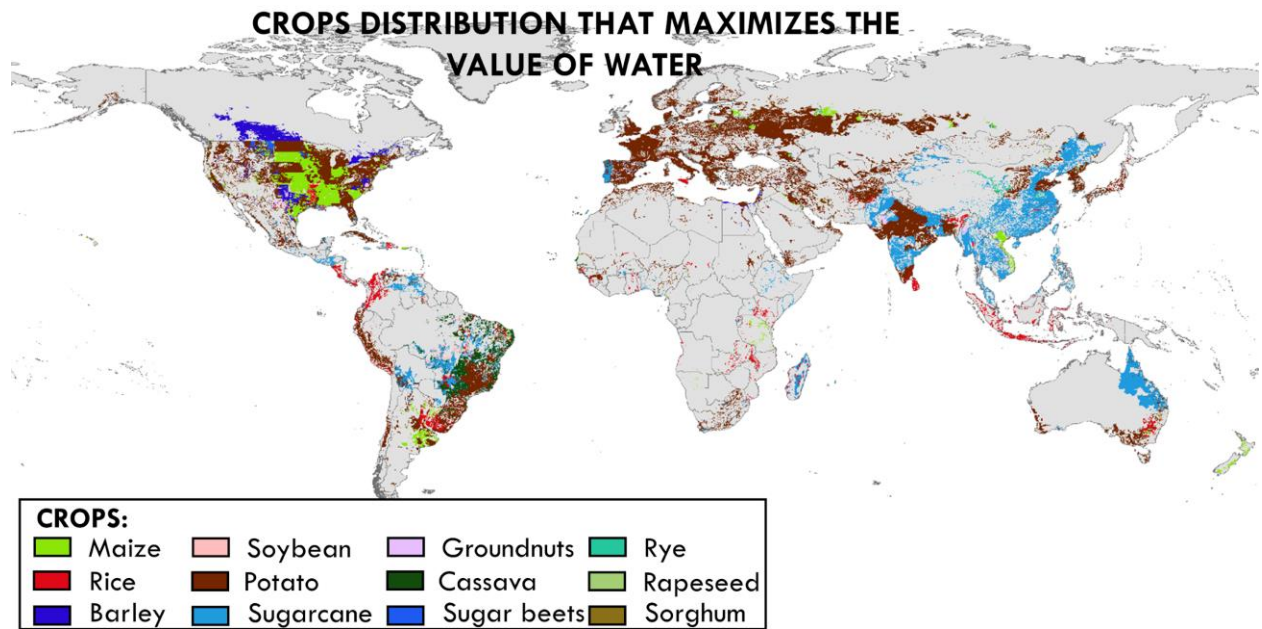 CROPS DISTRIBUTION THAT MAXIMIZES THE
VALUE OF WATER
CROPS:
Maize
Soybean
Groundnuts
Rye
Rice
Potato
Cassava
Rapeseed
Barley
Sugarcane
Sugar beets
Sorghum